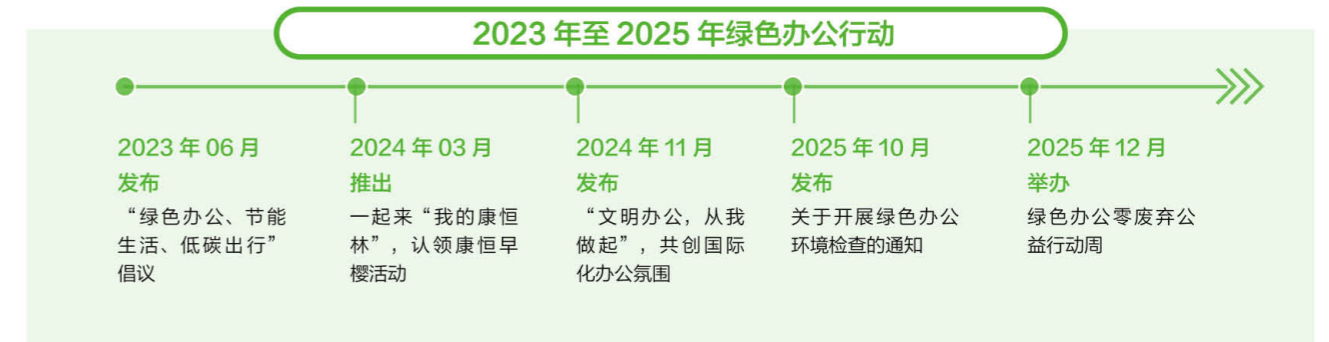 2023 年至 2025 年绿色办公行动
2023 年 06 月
发布
“绿色办公、节能
生活、低碳出行”
倡议
2024 年 03 月
推出
一起来“我的康恒
林”，认领康恒早
樱活动
2024 年 11 月
发布
“文明办公，从我
做起”，共创国际
化办公氛围
2025 年 10 月
发布
关于开展绿色办公
环境检查的通知
2025 年 12 月
举办
绿色办公零废弃公
益行动周